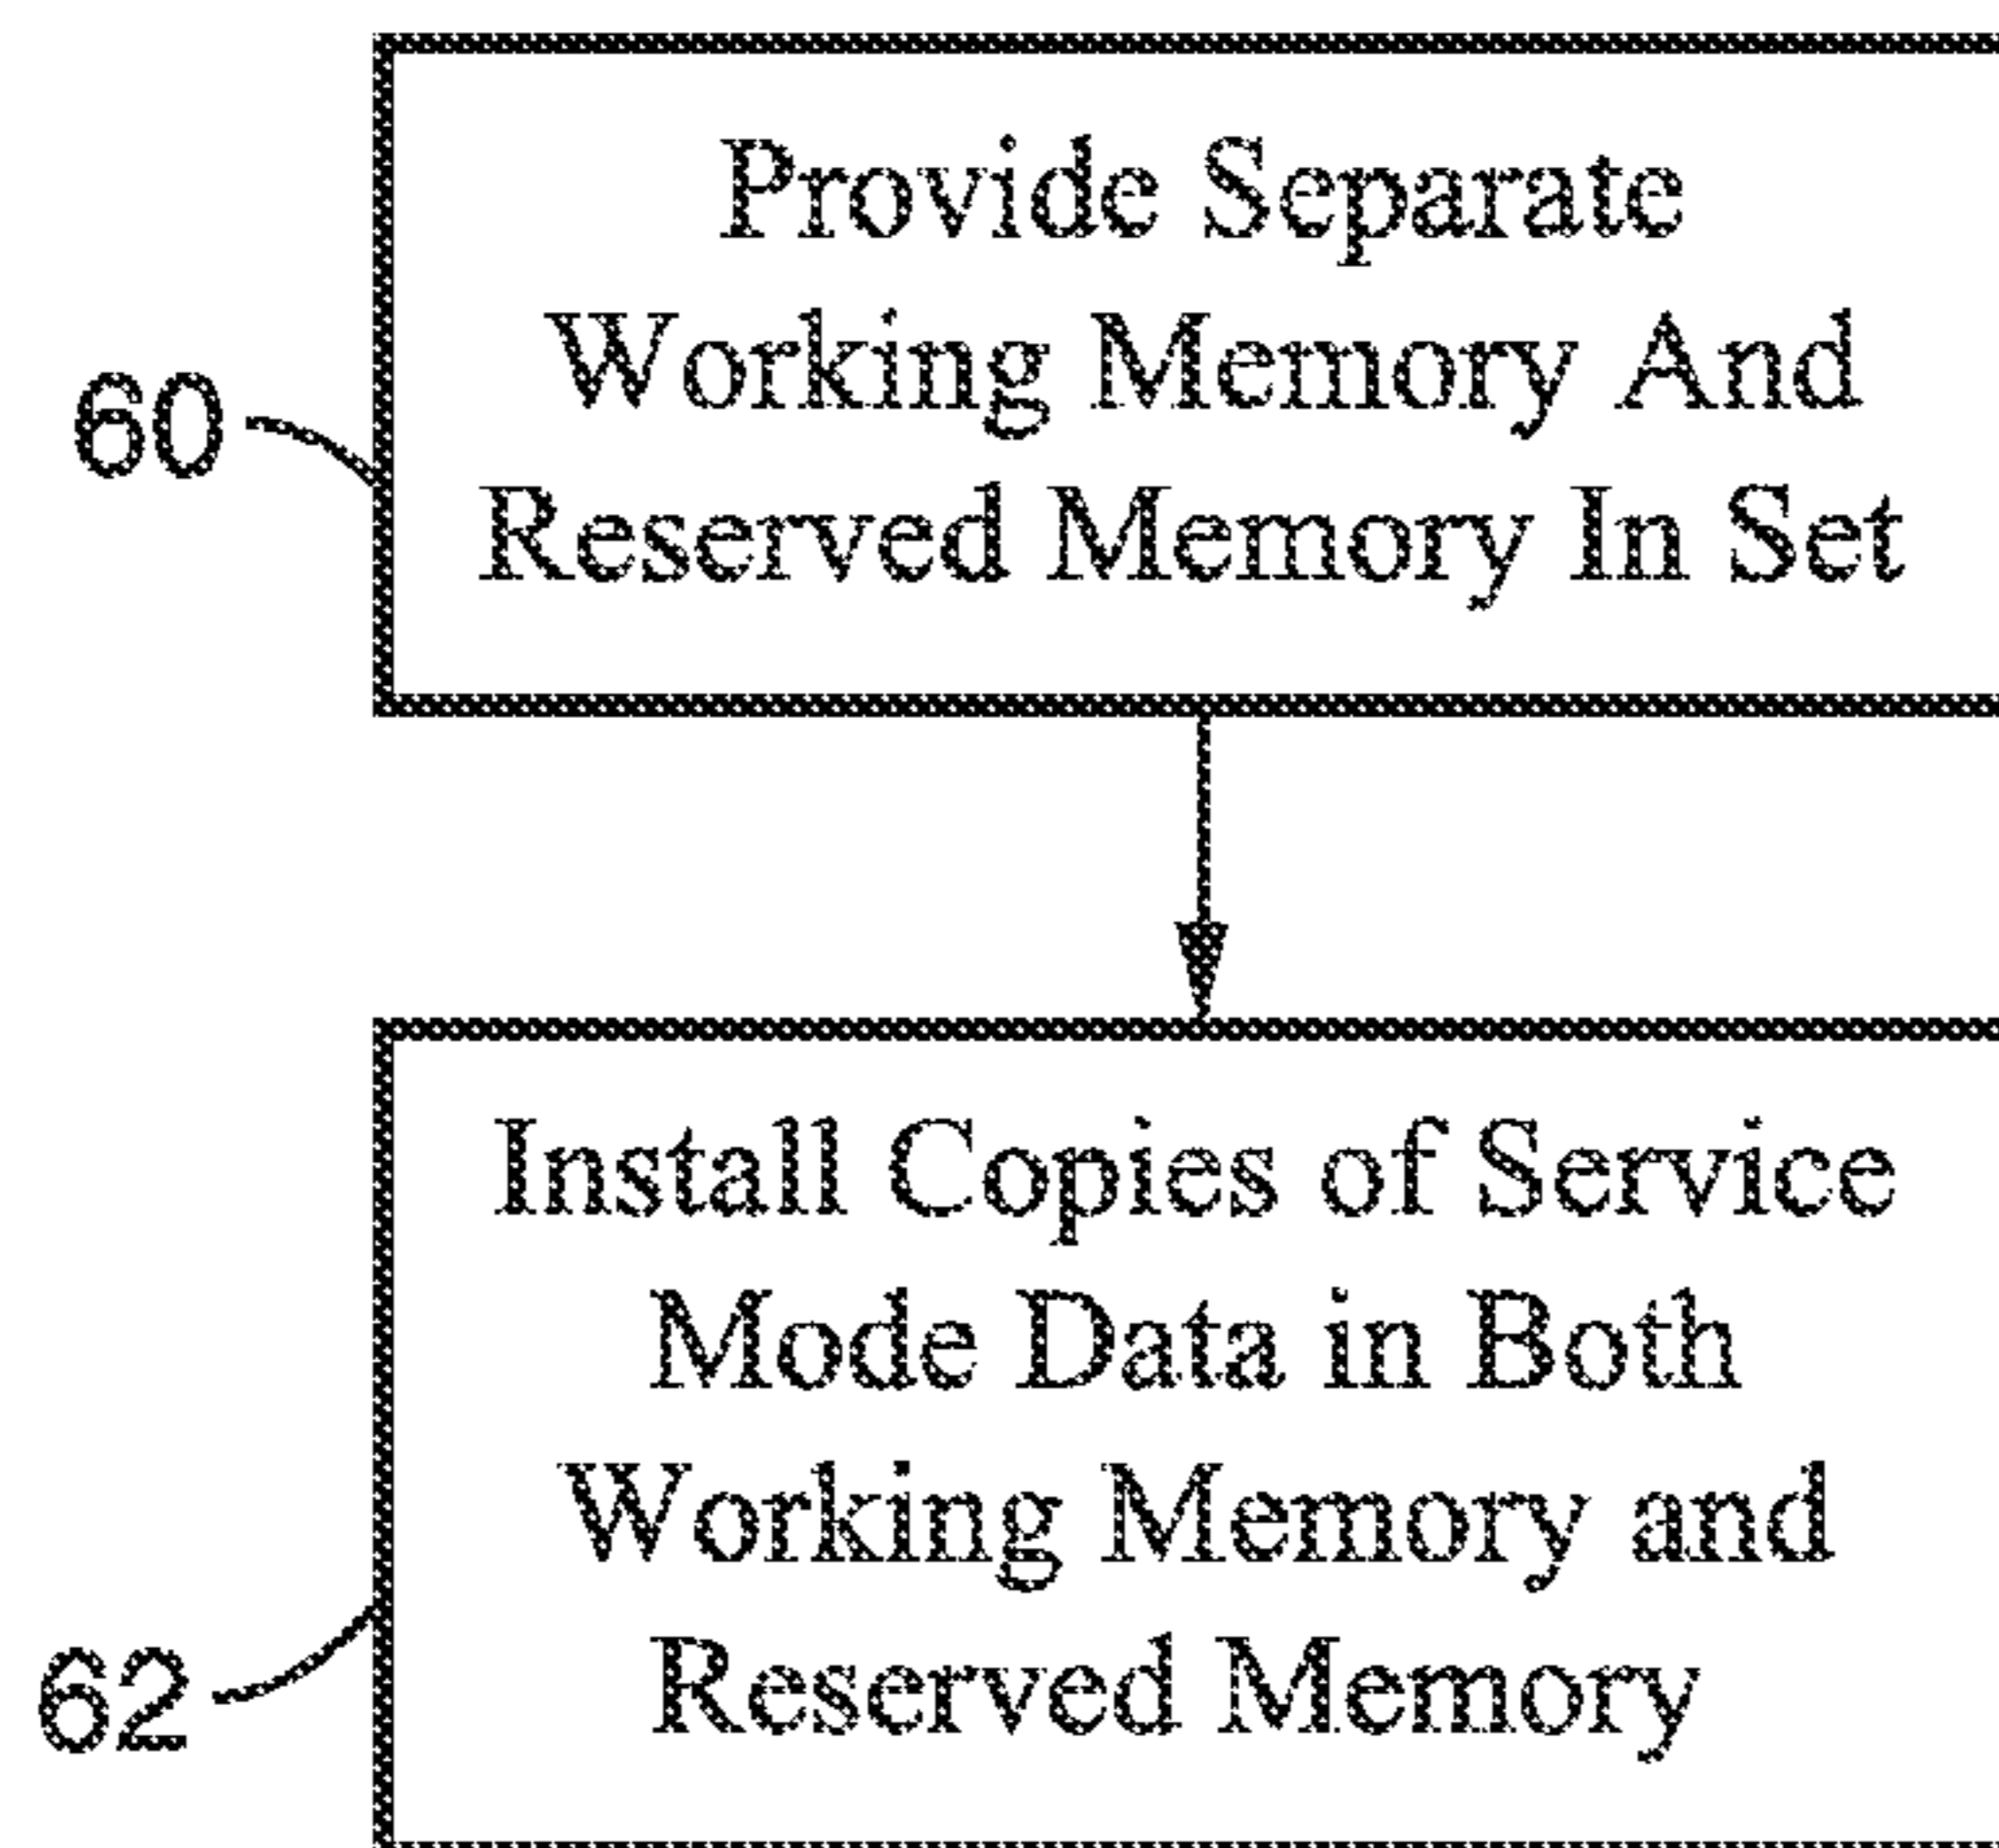 Provide Separate
Working Memory And
60
Reserved Memory In Set
Install Copies of Service
Mode Data in Both
Working Memory and
62
Reserved Memory